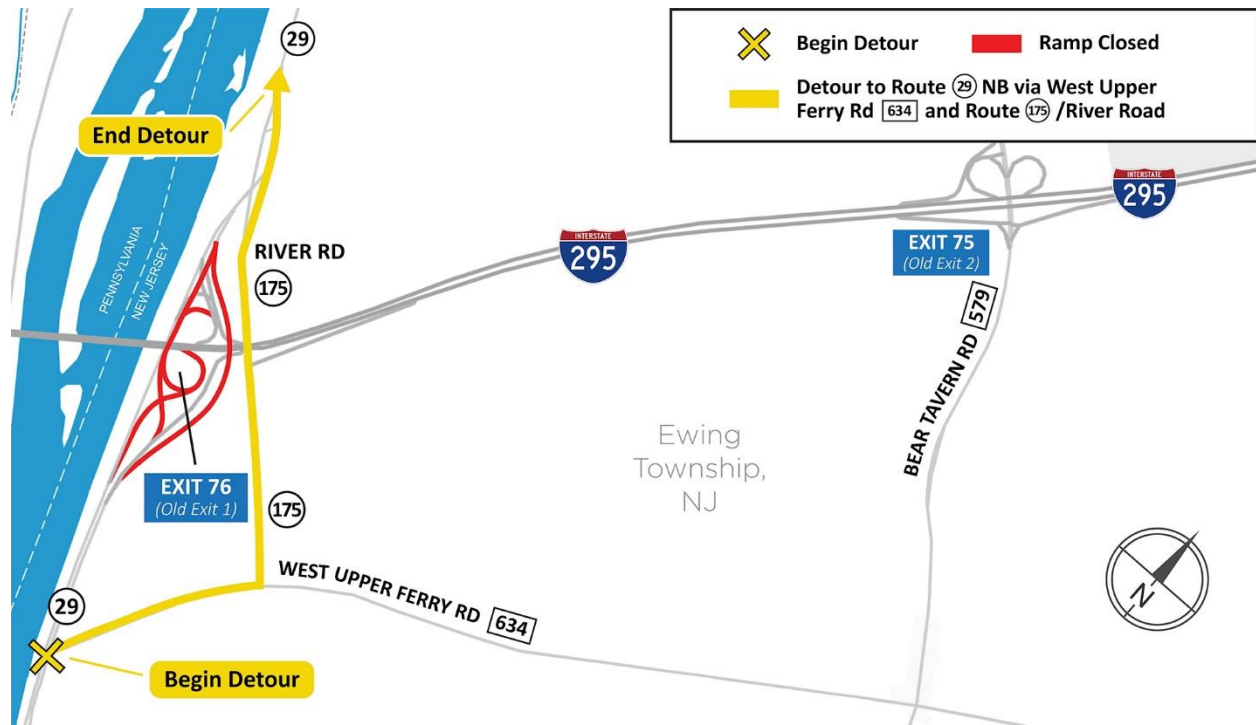 29
End Detour
Begin Detour
Ramp Closed
Detour to Route 29 NB via West Upper
Ferry Rd 634 and Route 175 /River Road
PENNSYLVANIA
NEW JERSEY
RIVER RD
175
INTERSTATE
295
INTERSTATE
295
EXIT 75
(Old Exit 2)
BEAR TAVERN RD 579
Ewing
Township,
NJ
EXIT 76
(Old Exit 1)
175
WEST UPPER FERRY RD 634
29
Begin Detour
N